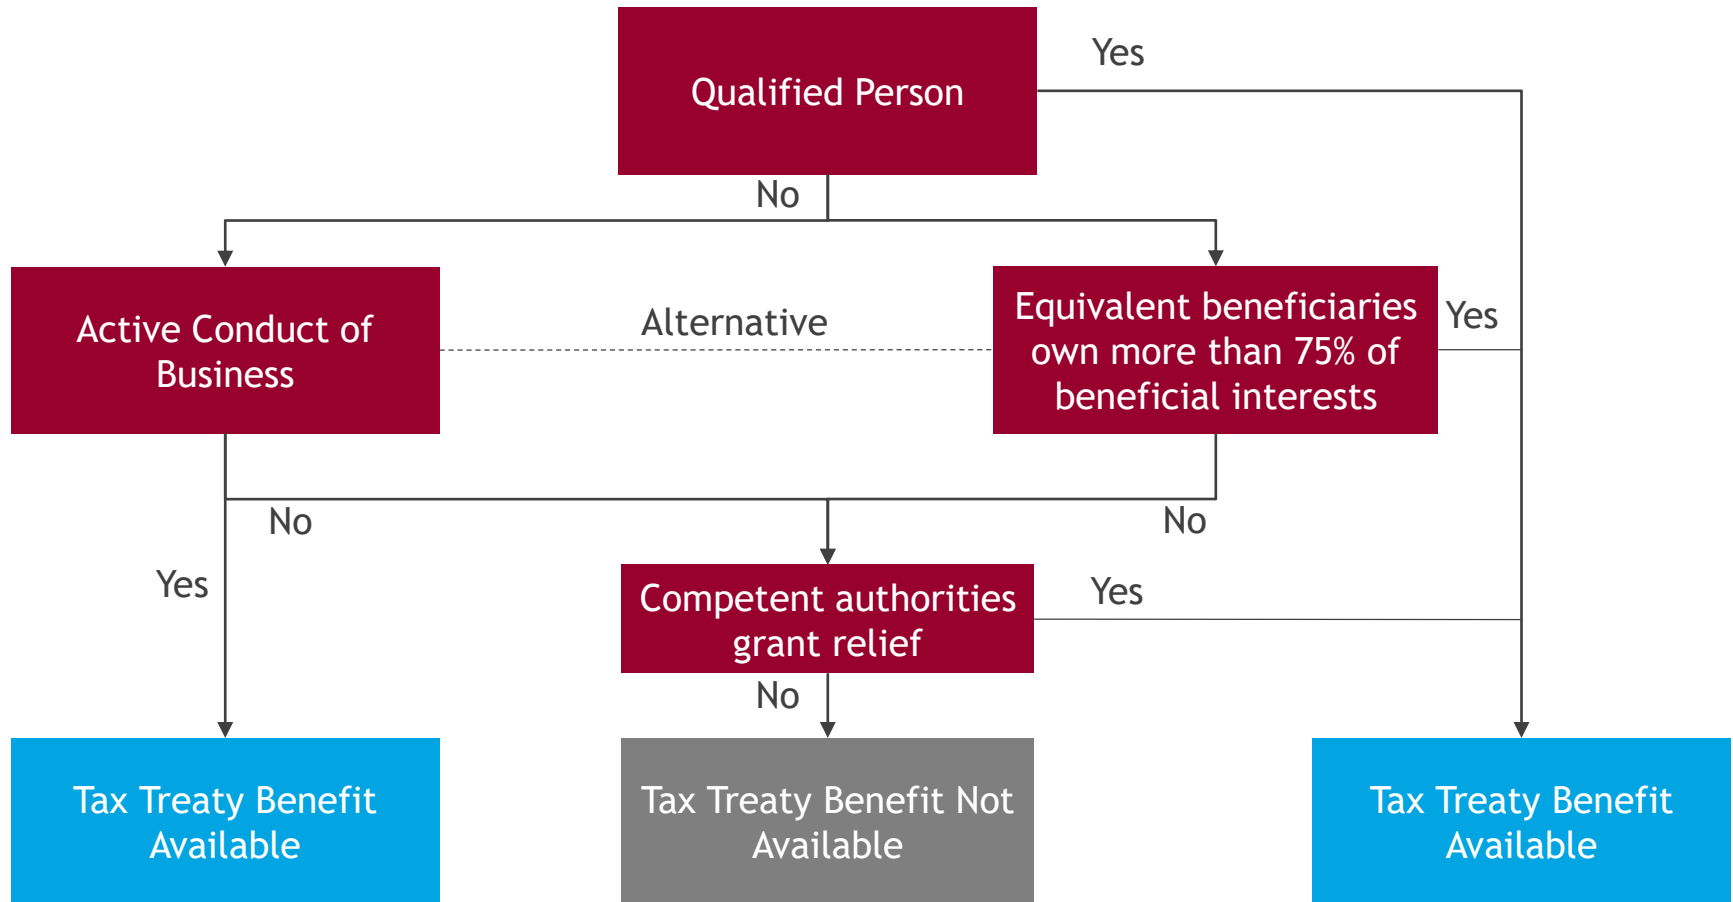 Yes
Qualified Person
No
Active Conduct of
Business
Alternative
Equivalent beneficiaries
own more than 75% of
beneficial interests
Yes
No
No
Yes
Competent authorities
grant relief
Yes
No
Tax Treaty Benefit
Available
Tax Treaty Benefit Not
Available
Tax Treaty Benefit
Available